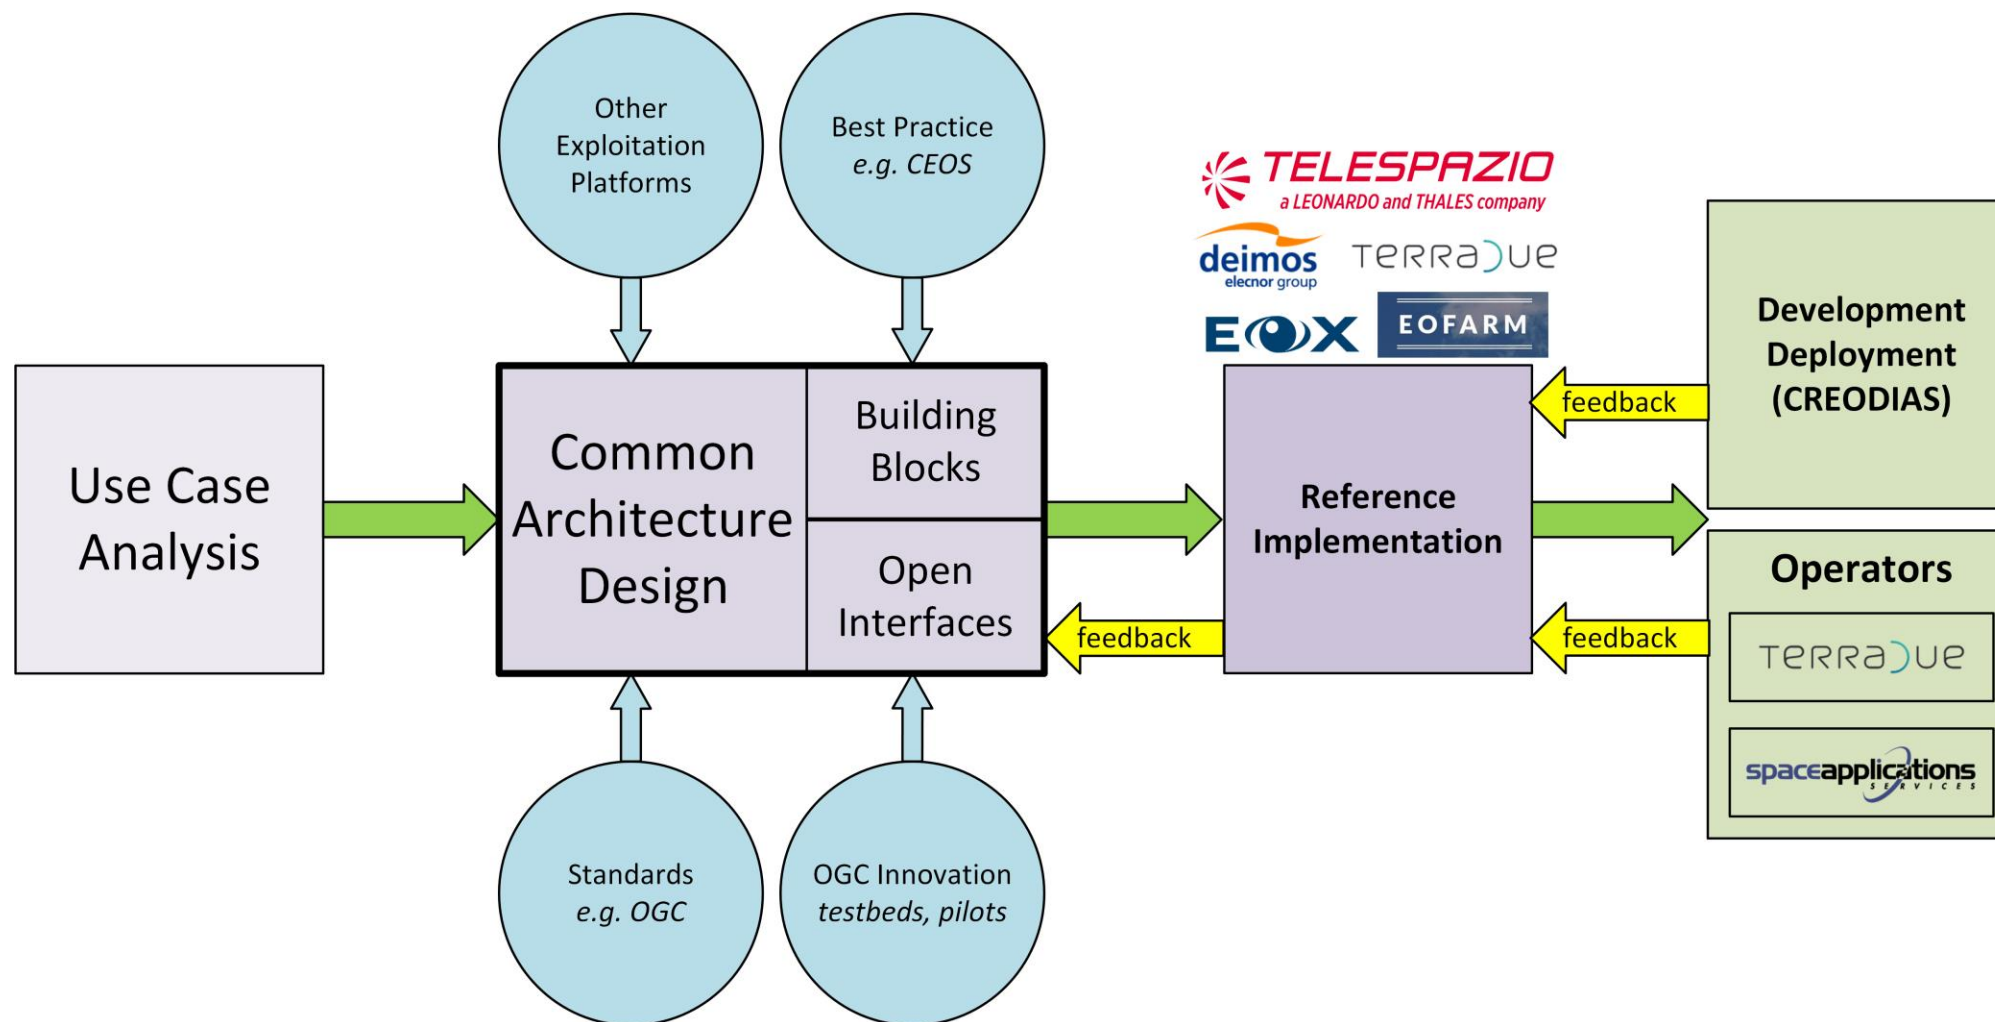 Other
Exploitation
Platforms
Best Practice
e.g. CEOS
TELESPAZIO
a LEONARDO and THALES company
deimos
elecnor group
TERRADUE
EOX
EOFARM
Development
Deployment
(CREODIAS)
Use Case
Analysis
Common
Architecture
Design
Building
Blocks
Open
Interfaces
Reference
Implementation
feedback
feedback
feedback
Operators
TERRADUE
spaceapplications
SERVICES
Standards
e.g. OGC
OGC Innovation
testbeds, pilots